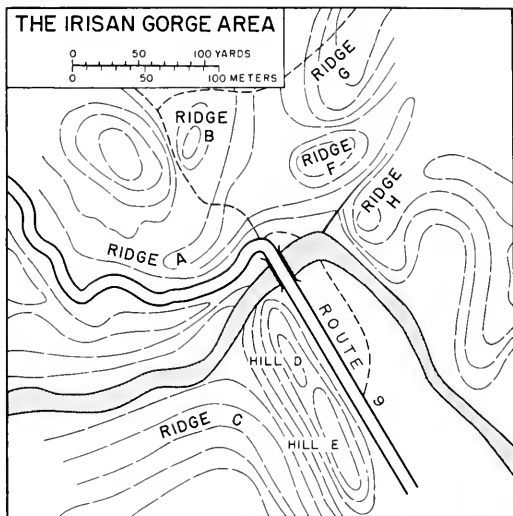 THE IRISAN GORGE AREA
0 50 100 YARDS
0 50 100 METERS
RIDGE
G
RIDGE
B
RIDGE
F
RIDGE
H
RIDGE A
ROUTE 9
HILL D
RIDGE C
HILL E